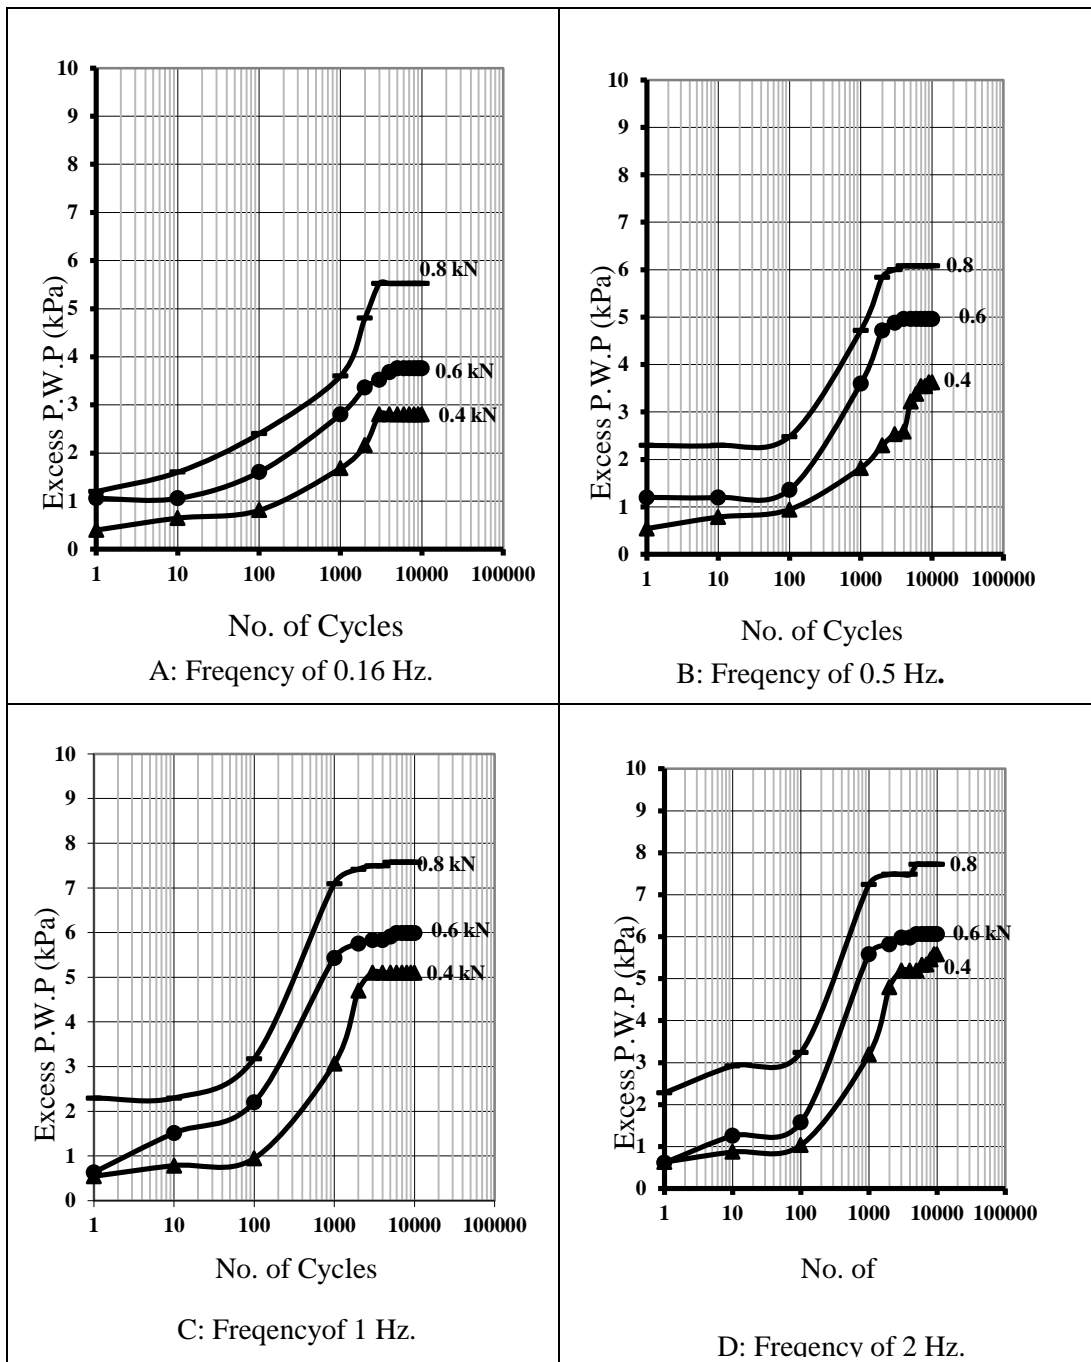 10
9
8
7
6
5
4
3
2
1
0
Excess P.W.P (kPa)
0.8 kN
0.6 kN
0.4 kN
1 10 100 1000 10000 100000
No. of Cycles
A: Freqency of 0.16 Hz.
10
9
8
7
6
5
4
3
2
1
0
Excess P.W.P (kPa)
0.8
0.6
0.4
1 10 100 1000 10000 100000
No. of Cycles
B: Freqency of 0.5 Hz.
10
9
8
7
6
5
4
3
2
1
0
Excess P.W.P (kPa)
0.8 kN
0.6 kN
0.4 kN
1 10 100 1000 10000 100000
No. of Cycles
C: Freqencyof 1 Hz.
10
9
8
7
6
5
4
3
2
1
0
Excess P.W.P (kPa)
0.8
0.6 kN
0.4
1 10 100 1000 10000 100000
No. of
D: Freqency of 2 Hz.